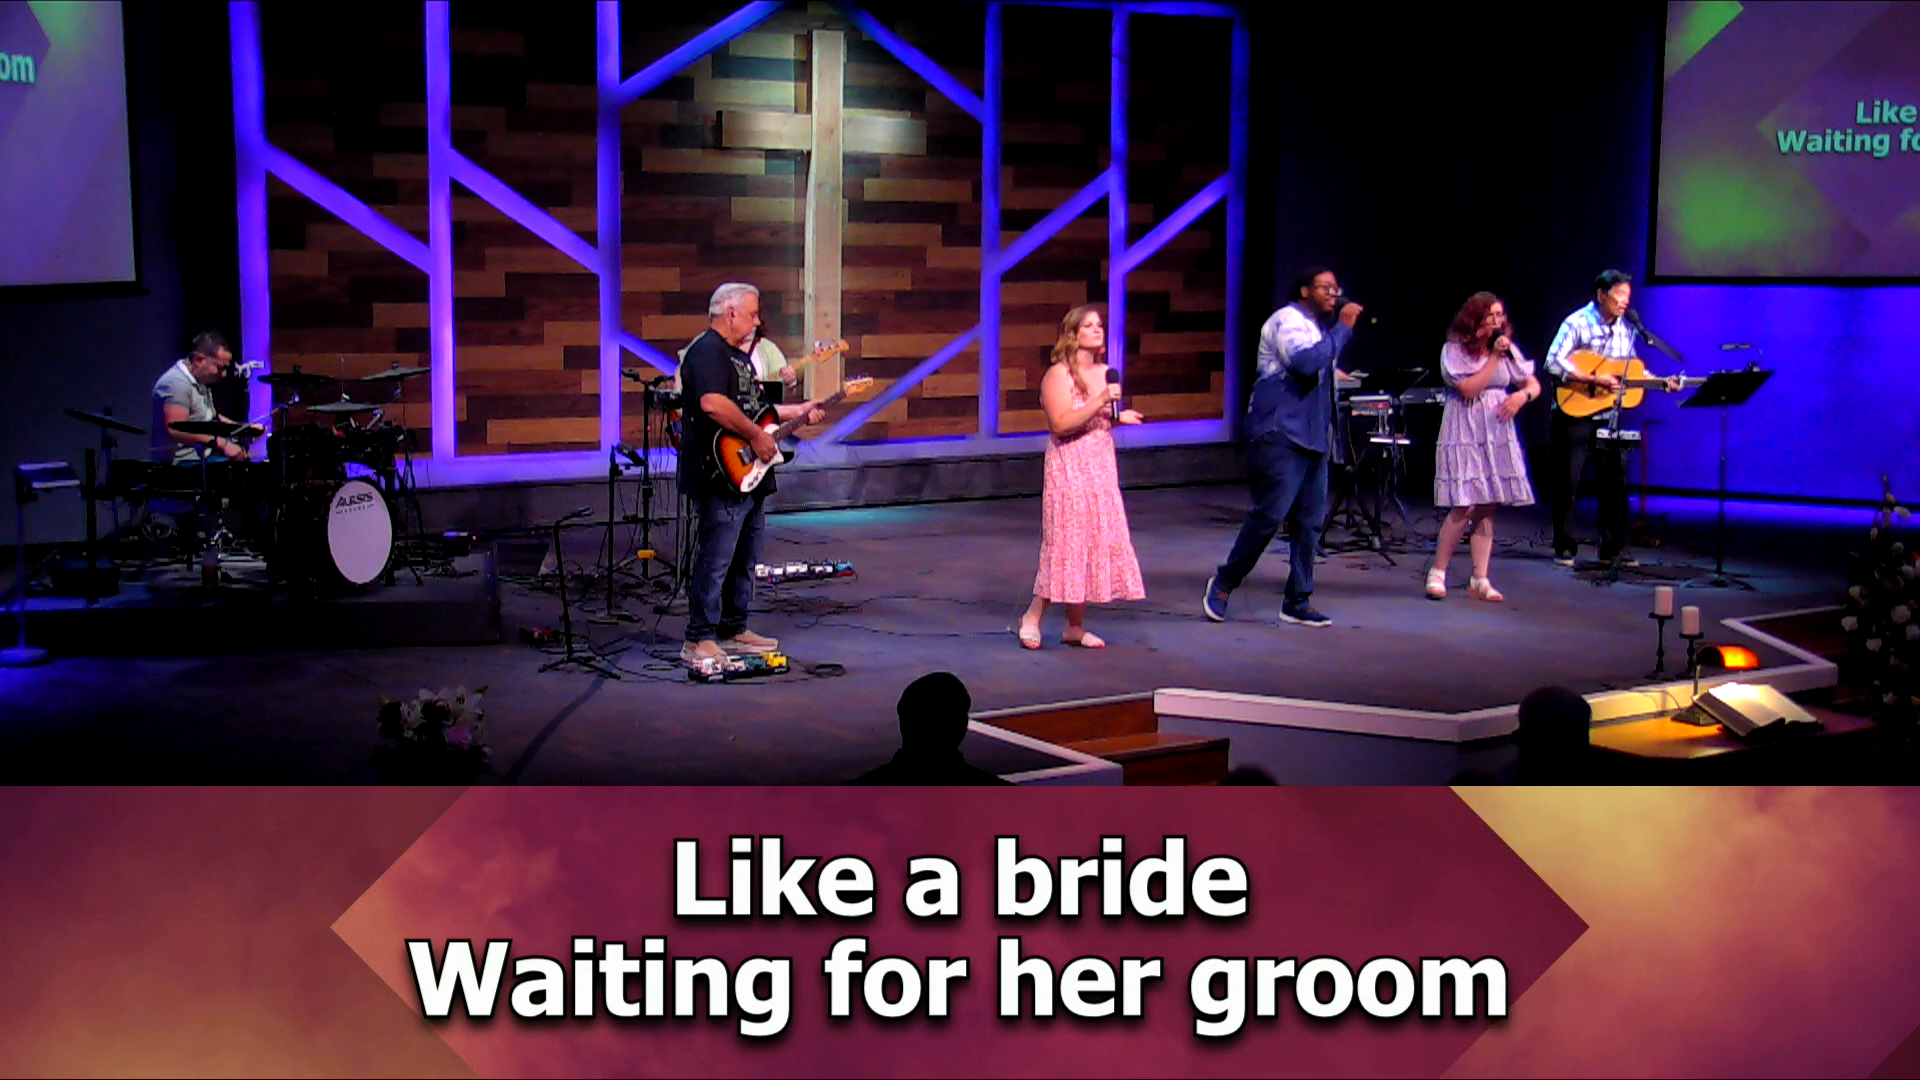 om
Like
Waiting fo
ALESIS
Like a bride
Waiting for her groom